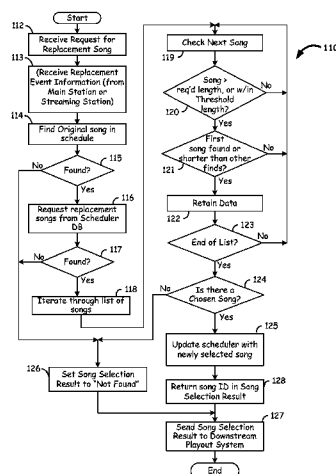 Start
112
Receive Request for
Replacement Song
113
(Receive Replacement
Event Information (from
Main Station or
Streaming Station)
114
Find Original song in
schedule
115
No
Found?
Yes
116
Request replacement
songs from Scheduler
DB
117
No
Found?
Yes
118
Iterate through list of
songs
126
Set Song Selection
Result to "Not Found"
110
Check Next Song
119
Song >
req'd length, or w/in
Threshold
length?
No
120
Yes
First
song found or
shorter than other
finds?
No
121
Yes
Retain Data
122
123
End of List?
No
Yes
124
No
Is there a
Chosen Song?
Yes
125
Update scheduler with
newly selected song
Return song ID in Song
Selection Result
128
127
Send Song Selection
Result to Downstream
Playout System
End